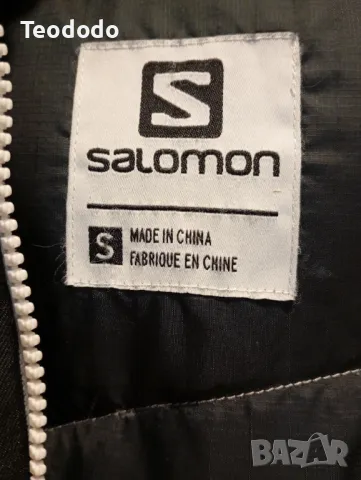 Teododo
S
salomon
S MADE IN CHINA
FABRIQUE EN CHINE
BAZAR